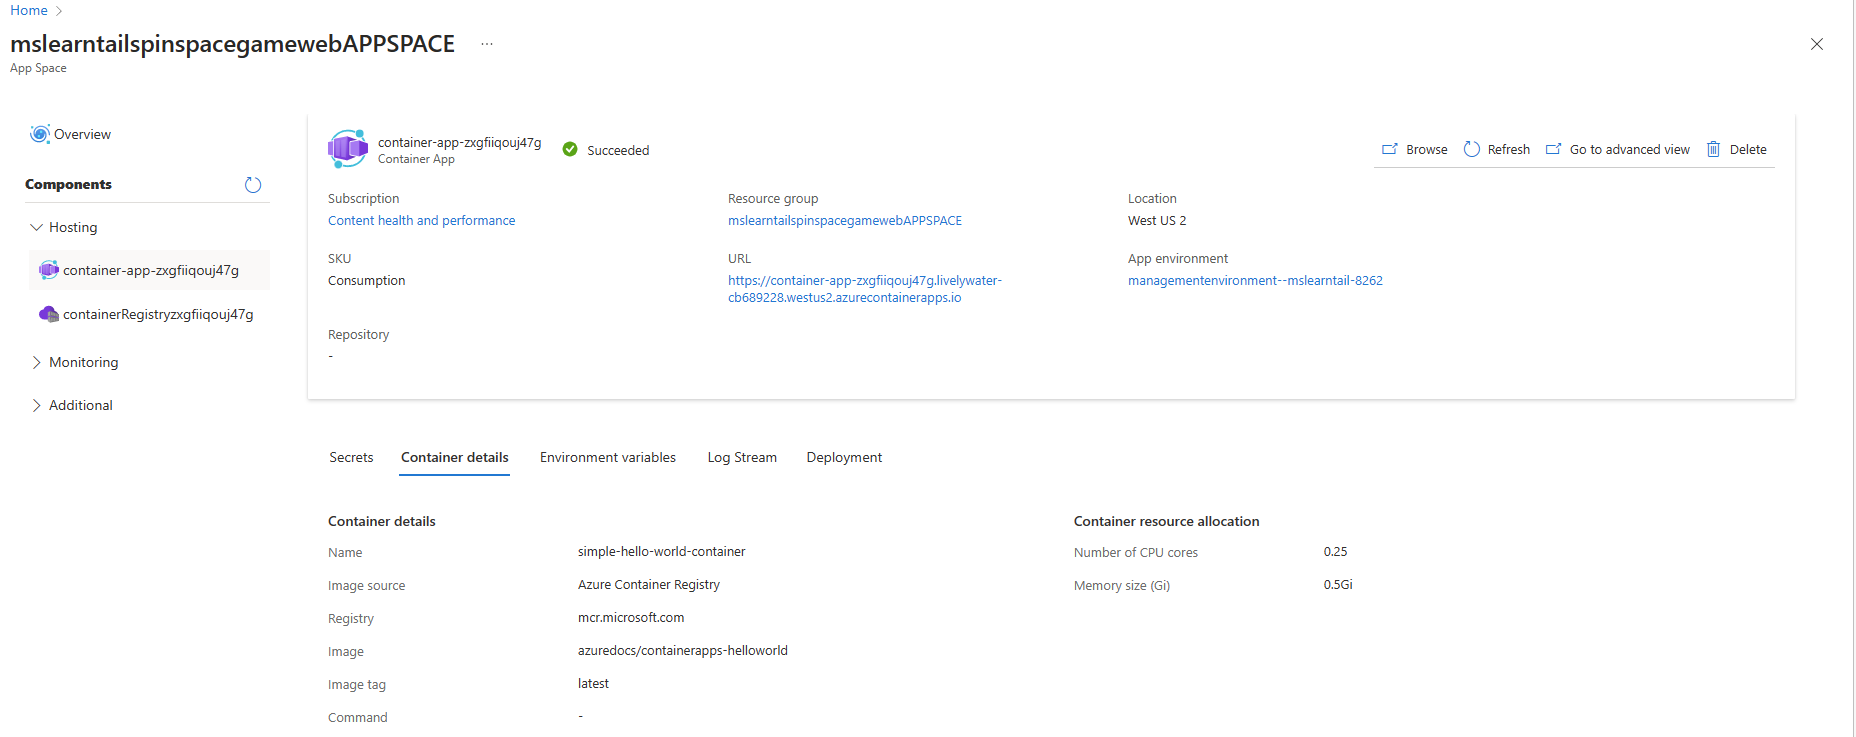 Home
mslearntailspinspacegamewebAPPSPACE ...
App Space
Overview
Components
Hosting
container-app-zxgfiiqouj47g
containerRegistryzxgfiiqouj47g
Monitoring
Additional
container-app-zxgfiiqouj47g
Container App
Succeeded
Browse Refresh Go to advanced view Delete
Subscription
Content health and performance
Resource group
mslearntailspinspacegamewebAPPSPACE
Location
West US 2
SKU
Consumption
URL
https://container-app-zxgfiiqouj47g.livelywater-
cb689228.westus2.azurecontainerapps.io
App environment
managementenvironment--mslearntail-8262
Repository
-
Secrets Container details Environment variables Log Stream Deployment
Container details
Name simple-hello-world-container
Image source Azure Container Registry
Registry mcr.microsoft.com
Image azuredocs/containerapps-helloworld
Image tag latest
Command -
Container resource allocation
Number of CPU cores 0.25
Memory size (Gi) 0.5Gi